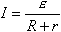 I = ε / (R + r)